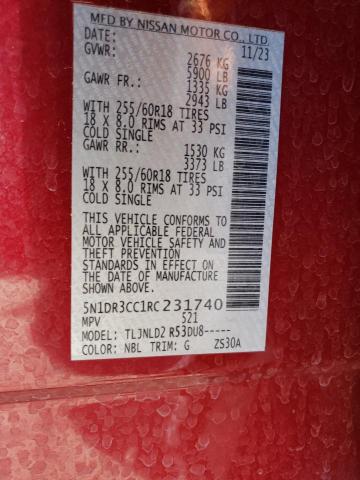 MFD BY NISSAN MOTOR CO., LTD.
DATE: 11/23
GVWR: 2676 KG
5900 LB
GAWR FR.: 1335 KG
2943 LB
WITH 255/60R18 TIRES
18 X 8.0 RIMS AT 33 PSI
COLD SINGLE
GAWR RR.: 1530 KG
3373 LB
WITH 255/60R18 TIRES
18 X 8.0 RIMS AT 33 PSI
COLD SINGLE
THIS VEHICLE CONFORMS TO
ALL APPLICABLE FEDERAL
MOTOR VEHICLE SAFETY AND
THEFT PREVENTION
STANDARDS IN EFFECT ON
THE DATE OF MANUFACTURE
SHOWN ABOVE.
5N1DR3CC1RC231740
MPV 521
MODEL: TLJNLD2 R53DU8-----
COLOR: NBL TRIM: G ZS30A